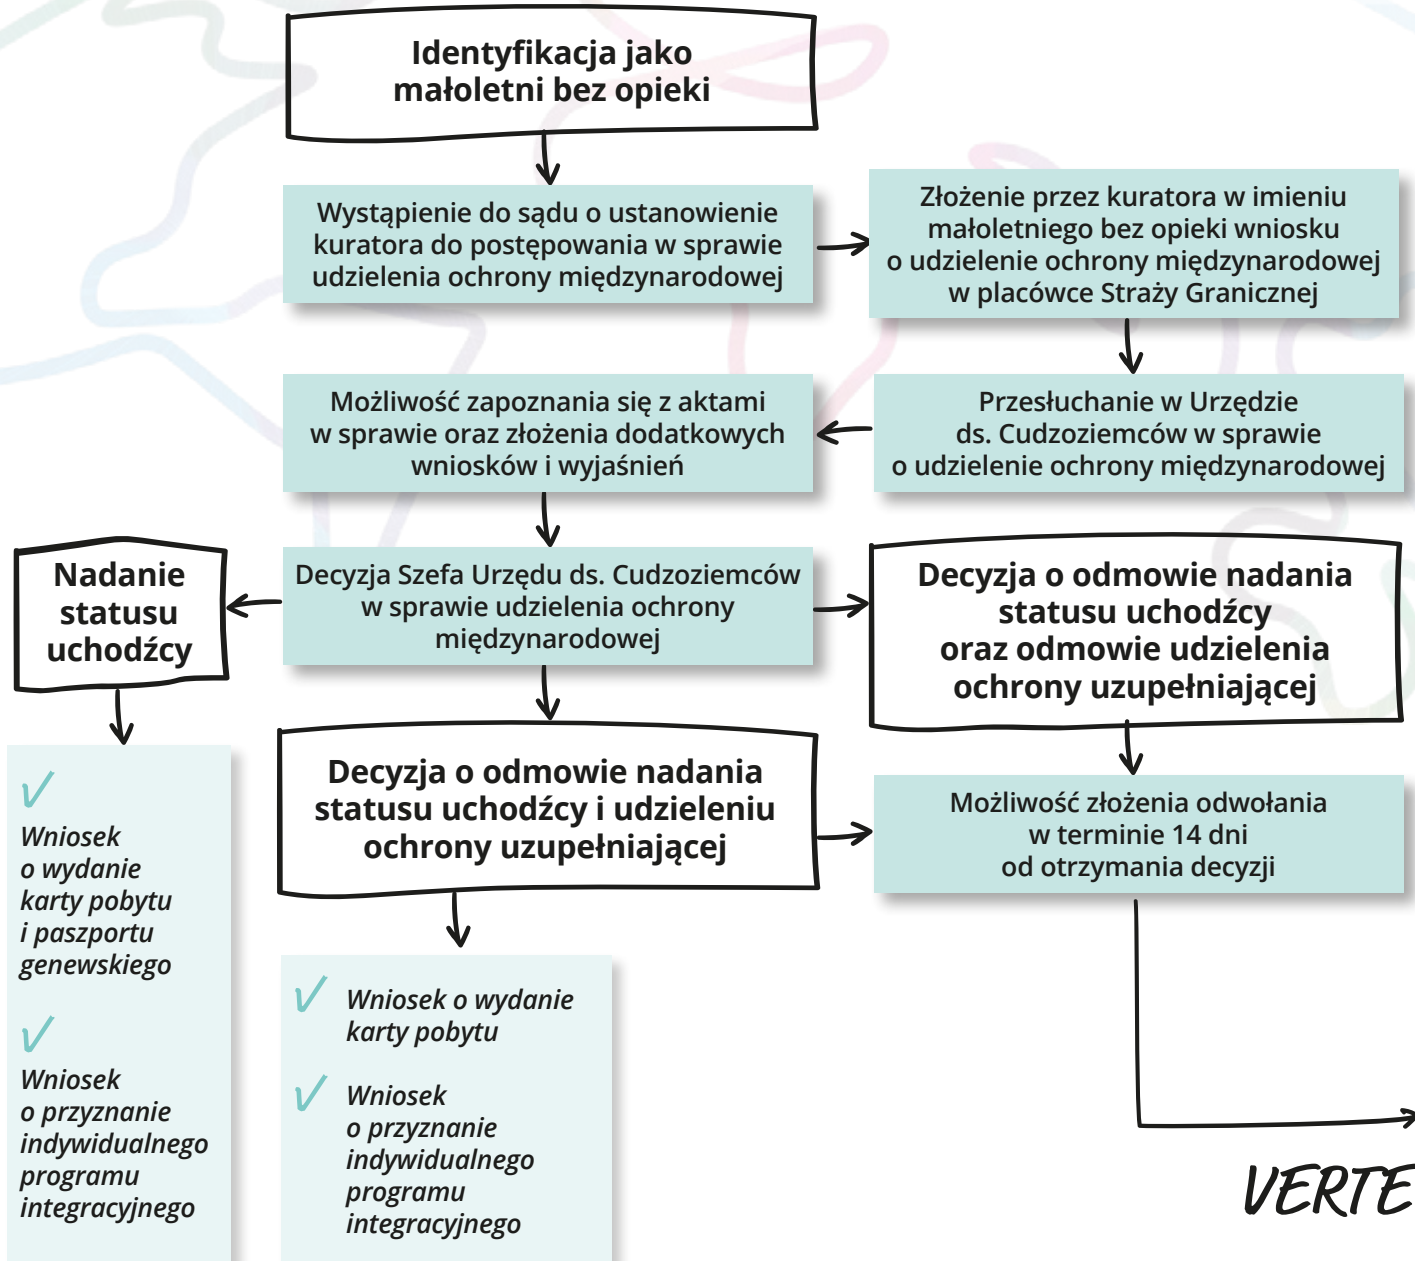 Identyfikacja jako
małoletni bez opieki
Wystąpienie do sądu o ustanowienie
kuratora do postępowania w sprawie
udzielenia ochrony międzynarodowej
Złożenie przez kuratora w imieniu
małoletniego bez opieki wniosku
o udzielenie ochrony międzynarodowej
w placówce Straży Granicznej
Przesłuchanie w Urzędzie
ds. Cudzoziemców w sprawie
o udzielenie ochrony międzynarodowej
Możliwość zapoznania się z aktami
w sprawie oraz złożenia dodatkowych
wniosków i wyjaśnień
Decyzja Szefa Urzędu ds. Cudzoziemców
w sprawie udzielenia ochrony
międzynarodowej
Nadanie
statusu
uchodźcy
Wniosek
o wydanie
karty pobytu
i paszportu
genewskiego
Wniosek
o przyznanie
indywidualnego
programu
integracyjnego
Decyzja o odmowie nadania
statusu uchodźcy i udzieleniu
ochrony uzupełniającej
Wniosek o wydanie
karty pobytu
Wniosek
o przyznanie
indywidualnego
programu
integracyjnego
Decyzja o odmowie nadania
statusu uchodźcy
oraz odmowie udzielenia
ochrony uzupełniającej
Możliwość złożenia odwołania
w terminie 14 dni
od otrzymania decyzji
VERTE